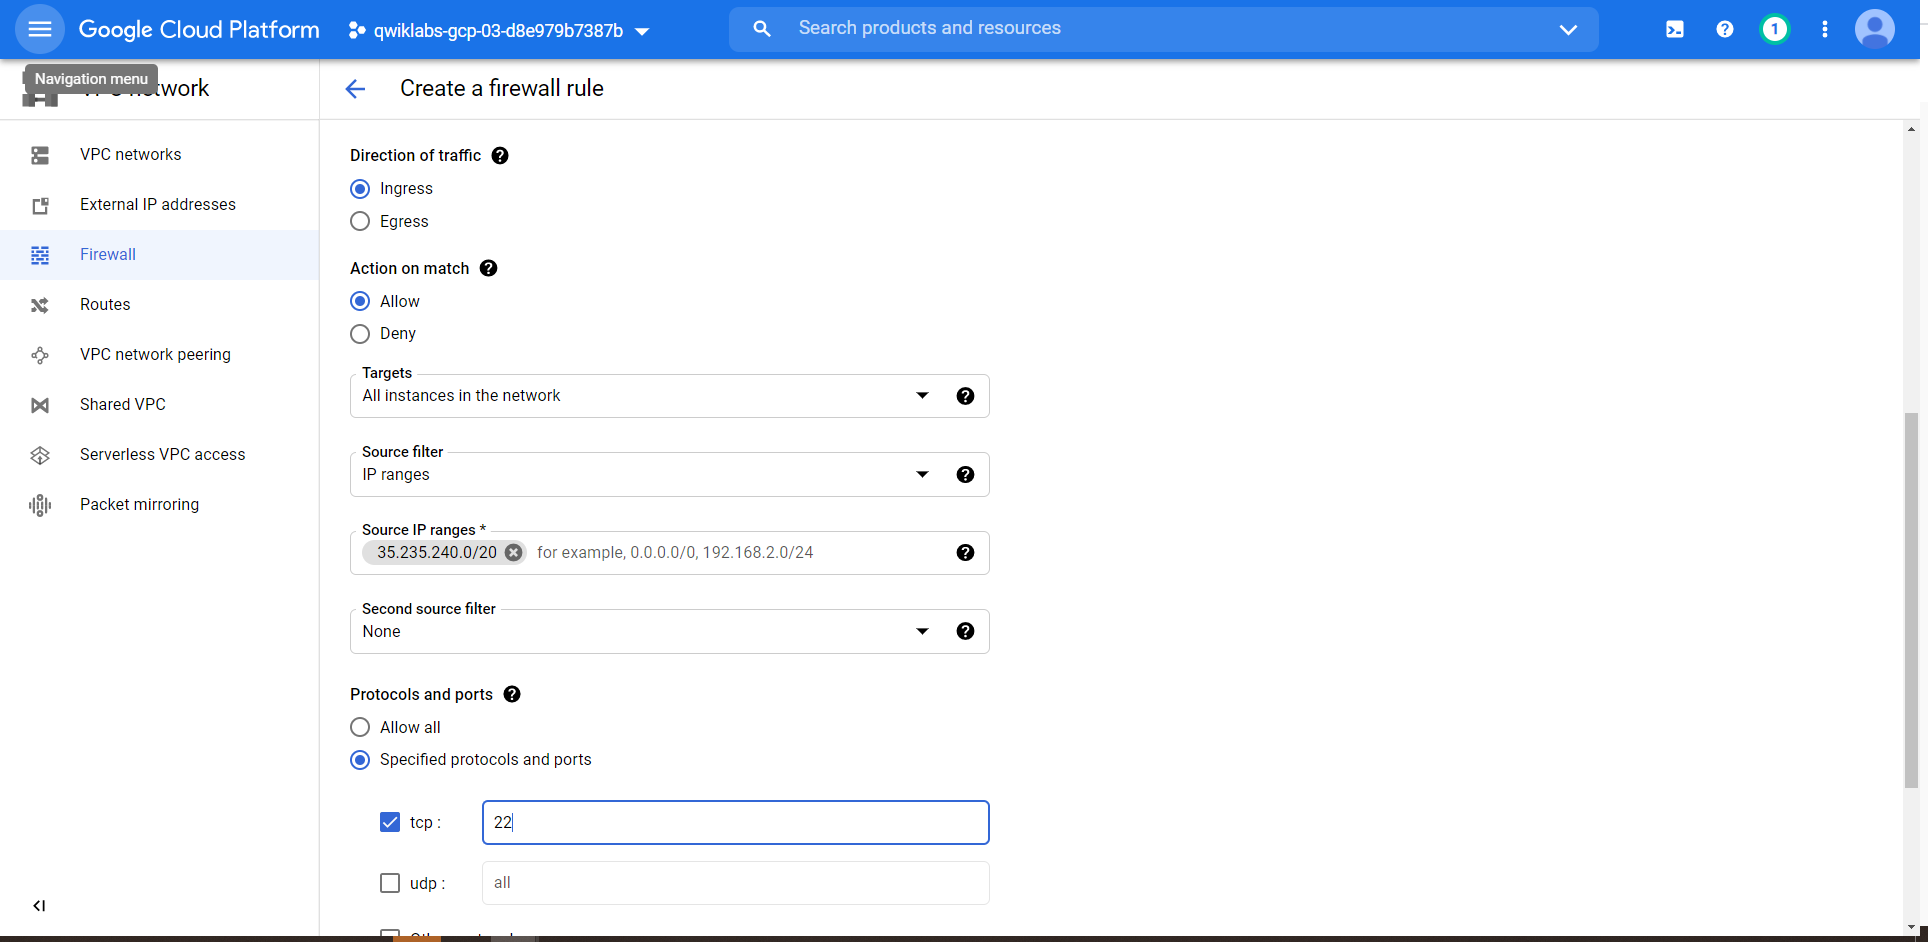 Google Cloud Platform
qwiklabs-gcp-03-d8e979b7387b
Search products and resources
1
Navigation menu
network
Create a firewall rule
VPC networks
External IP addresses
Firewall
Routes
VPC network peering
Shared VPC
Serverless VPC access
Packet mirroring
Direction of traffic
Ingress
Egress
Action on match
Allow
Deny
Targets
All instances in the network
Source filter
IP ranges
Source IP ranges *
35.235.240.0/20 for example, 0.0.0.0/0, 192.168.2.0/24
Second source filter
None
Protocols and ports
Allow all
Specified protocols and ports
tcp : 22
udp : all